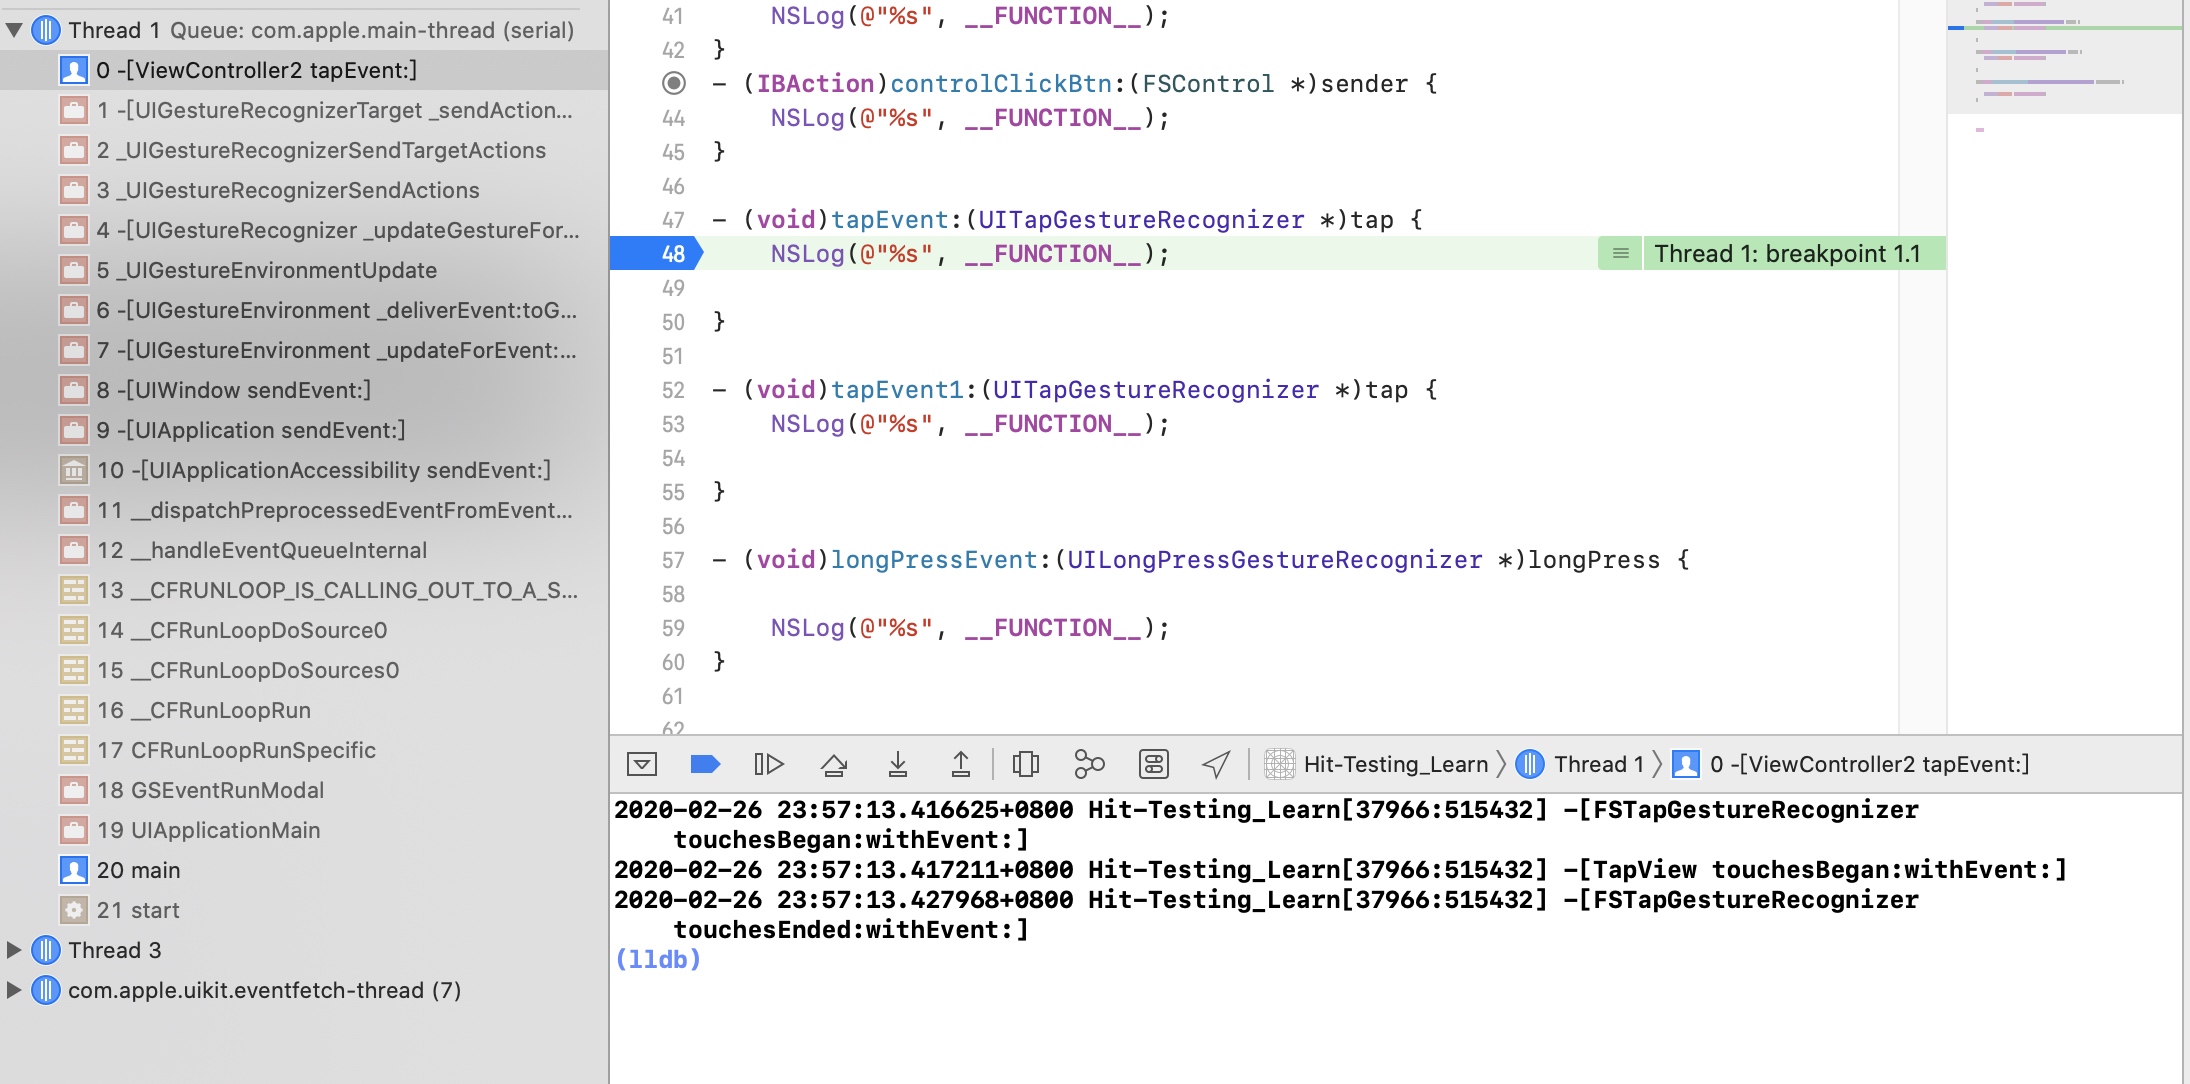 Thread 1 Queue: com.apple.main-thread (serial)
0 -[ViewController2 tapEvent:]
1 -[UIGestureRecognizerTarget _sendAction...
2 _UIGestureRecognizerSendTargetActions
3 _UIGestureRecognizerSendActions
4 -[UIGestureRecognizer _updateGestureFor...
5 _UIGestureEnvironmentUpdate
6 -[UIGestureEnvironment _deliverEvent:toG...
7 -[UIGestureEnvironment _updateForEvent:...
8 -[UIWindow sendEvent:]
9 -[UIApplication sendEvent:]
10 -[UIApplicationAccessibility sendEvent:]
11 __dispatchPreprocessedEventFromEvent...
12 __handleEventQueueInternal
13 __CFRUNLOOP_IS_CALLING_OUT_TO_A_S...
14 __CFRunLoopDoSource0
15 __CFRunLoopDoSources0
16 __CFRunLoopRun
17 CFRunLoopRunSpecific
18 GSEventRunModal
19 UIApplicationMain
20 main
21 start
Thread 3
com.apple.uikit.eventfetch-thread (7)
41 NSLog(@"%s", __FUNCTION__);
42 }
- (IBAction)controlClickBtn:(FSControl *)sender {
44 NSLog(@"%s", __FUNCTION__);
45 }
46
47 - (void)tapEvent:(UITapGestureRecognizer *)tap {
48 NSLog(@"%s", __FUNCTION__); Thread 1: breakpoint 1.1
49
50 }
51
52 - (void)tapEvent1:(UITapGestureRecognizer *)tap {
53 NSLog(@"%s", __FUNCTION__);
54
55 }
56
57 - (void)longPressEvent:(UILongPressGestureRecognizer *)longPress {
58
59 NSLog(@"%s", __FUNCTION__);
60 }
61
62
Hit-Testing_Learn Thread 1 0 -[ViewController2 tapEvent:]
2020-02-26 23:57:13.416625+0800 Hit-Testing_Learn[37966:515432] -[FSTapGestureRecognizer
touchesBegan:withEvent:]
2020-02-26 23:57:13.417211+0800 Hit-Testing_Learn[37966:515432] -[TapView touchesBegan:withEvent:]
2020-02-26 23:57:13.427968+0800 Hit-Testing_Learn[37966:515432] -[FSTapGestureRecognizer
touchesEnded:withEvent:]
(lldb)